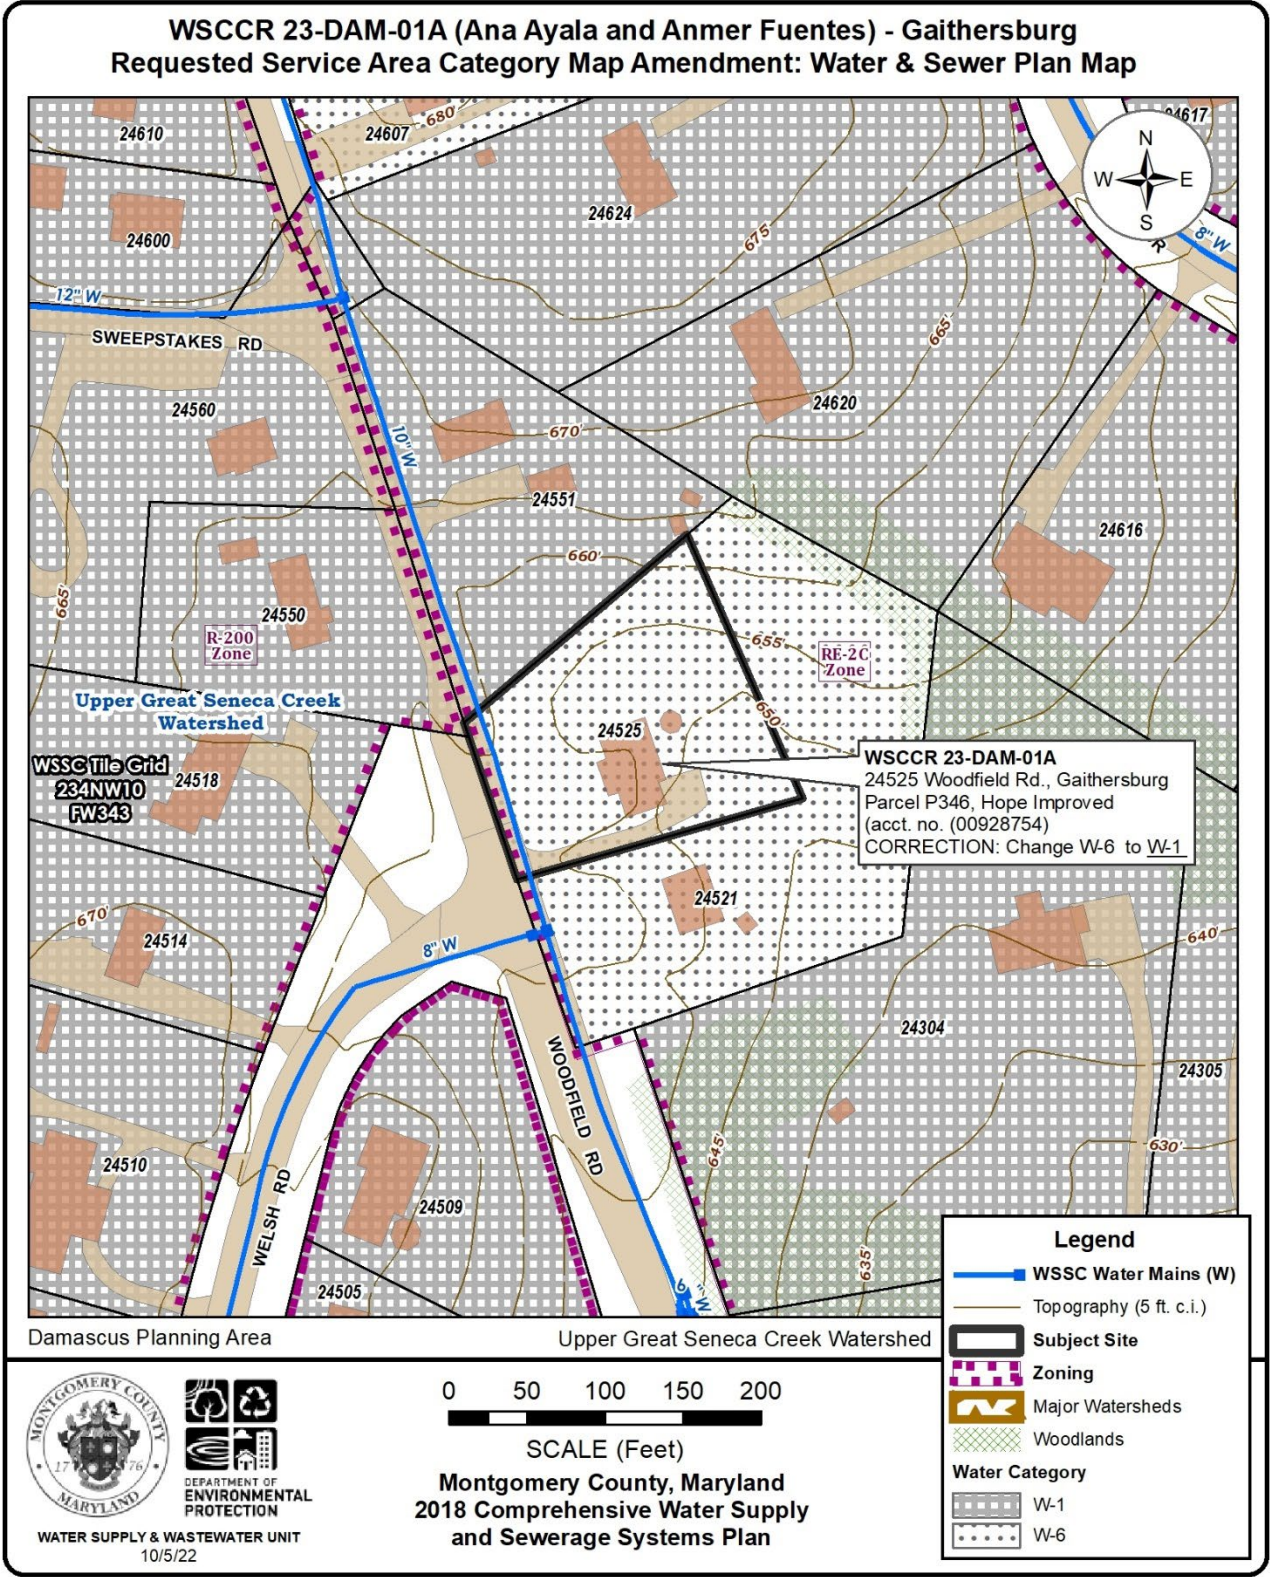 WSCCR 23-DAM-01A (Ana Ayala and Anmer Fuentes) - Gaithersburg
Requested Service Area Category Map Amendment: Water & Sewer Plan Map
24610
24607
680'
24617
N
W
E
S
R
8" W
24600
24624
675'
12" W
SWEEPSTAKES RD
665'
24560
24620
10" W
670'
24551
24616
660'
665'
24550
R-200
Zone
655'
RE-2C
Zone
Upper Great Seneca Creek
Watershed
650'
24525
WSSC Tile Grid
234NW10
FW343
24518
WSCCR 23-DAM-01A
24525 Woodfield Rd., Gaithersburg
Parcel P346, Hope Improved
(acct. no. (00928754)
CORRECTION: Change W-6 to W-1
24521
670'
24514
8" W
640'
24304
WOODFIELD RD
24305
645'
630'
24510
WELSH RD
24509
635'
24505
6" W
Damascus Planning Area
Upper Great Seneca Creek Watershed
Legend
WSSC Water Mains (W)
Topography (5 ft. c.i.)
Subject Site
Zoning
Major Watersheds
Woodlands
Water Category
W-1
W-6
MONTGOMERY COUNTY
17 76
MARYLAND
DEPARTMENT OF
ENVIRONMENTAL
PROTECTION
WATER SUPPLY & WASTEWATER UNIT
10/5/22
0 50 100 150 200
SCALE (Feet)
Montgomery County, Maryland
2018 Comprehensive Water Supply
and Sewerage Systems Plan